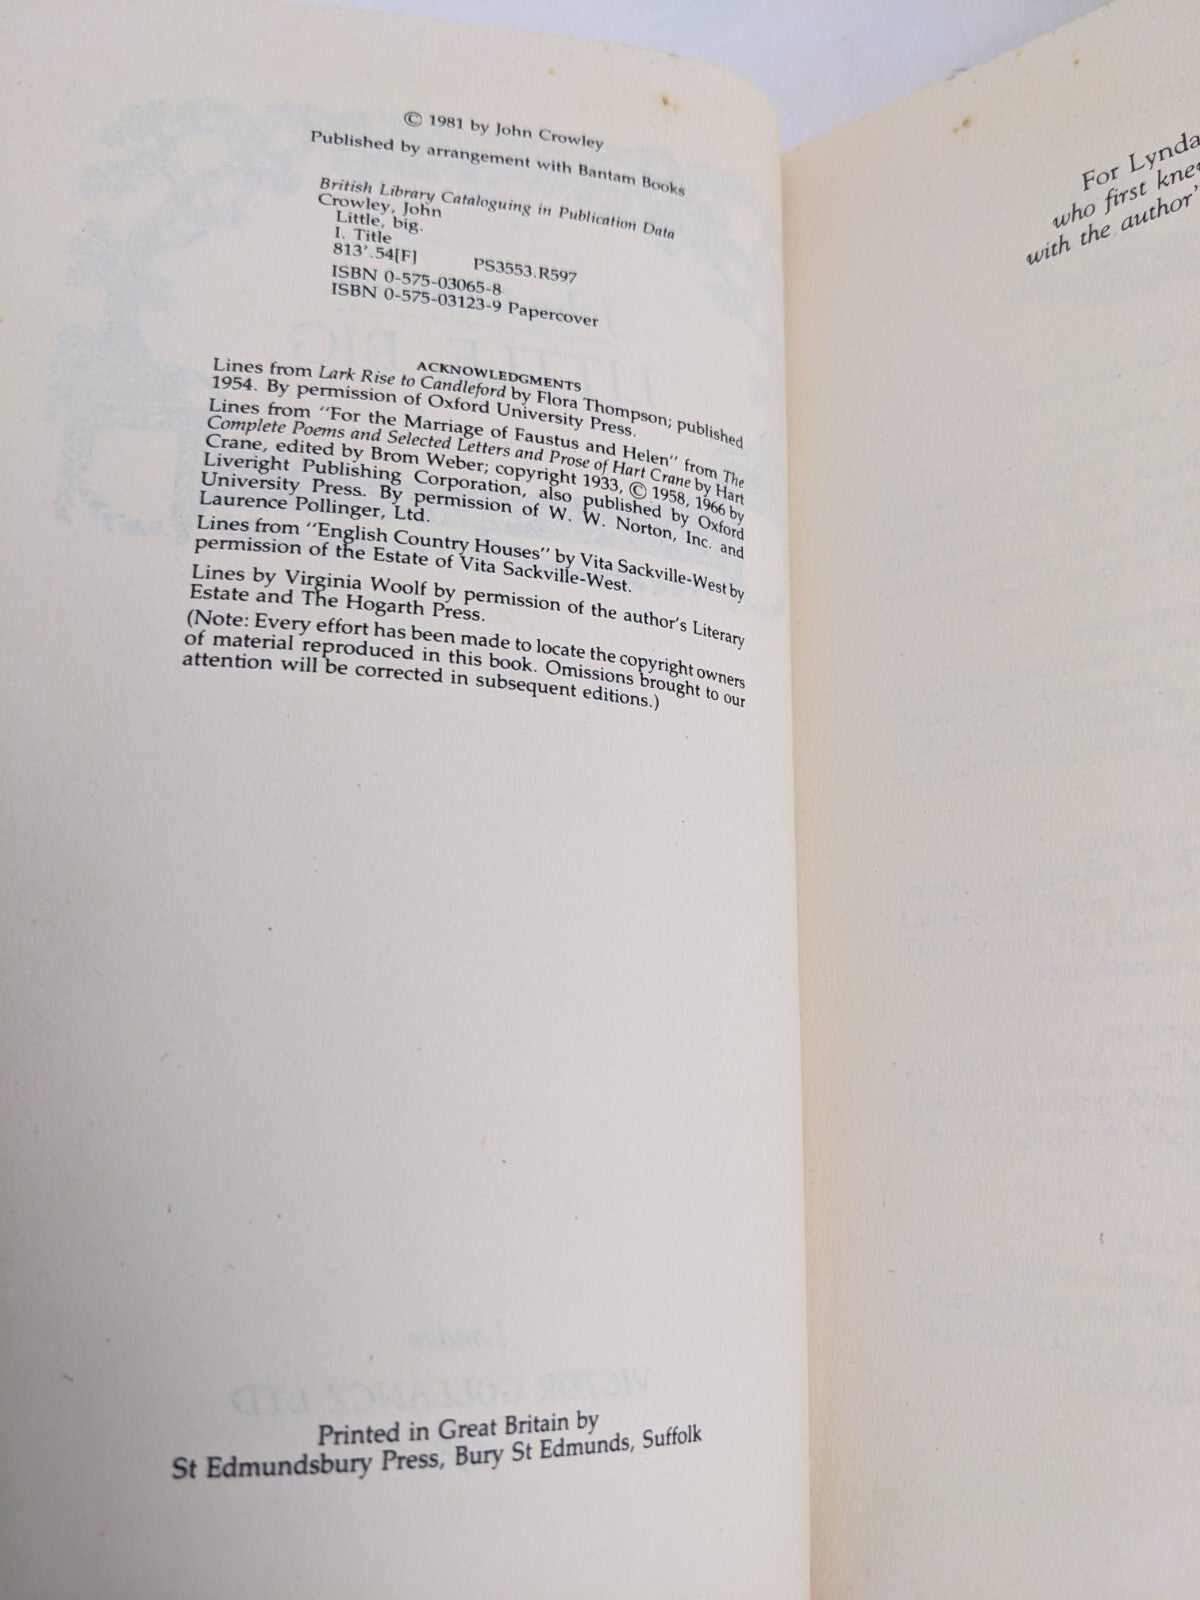 © 1981 by John Crowley
Published by arrangement with Bantam Books
British Library Cataloguing in Publication Data
Crowley, John
Little, big.
I. Title
813'.54[F] PS3553.R597
ISBN 0-575-03065-8
ISBN 0-575-03123-9 Papercover
ACKNOWLEDGMENTS
Lines from Lark Rise to Candleford by Flora Thompson; published
1954. By permission of Oxford University Press.
Lines from "For the Marriage of Faustus and Helen" from The
Complete Poems and Selected Letters and Prose of Hart Crane by Hart
Crane, edited by Brom Weber; copyright 1933, © 1958, 1966 by
Liveright Publishing Corporation, also published by Oxford
University Press. By permission of W. W. Norton, Inc. and
Laurence Pollinger, Ltd.
Lines from "English Country Houses" by Vita Sackville-West by
permission of the Estate of Vita Sackville-West.
Lines by Virginia Woolf by permission of the author's Literary
Estate and The Hogarth Press.
(Note: Every effort has been made to locate the copyright owners
of material reproduced in this book. Omissions brought to our
attention will be corrected in subsequent editions.)
London
VICTOR GOLLANCZ LTD
Printed in Great Britain by
St Edmundsbury Press, Bury St Edmunds, Suffolk
For Lynda
who first knew
with the author'